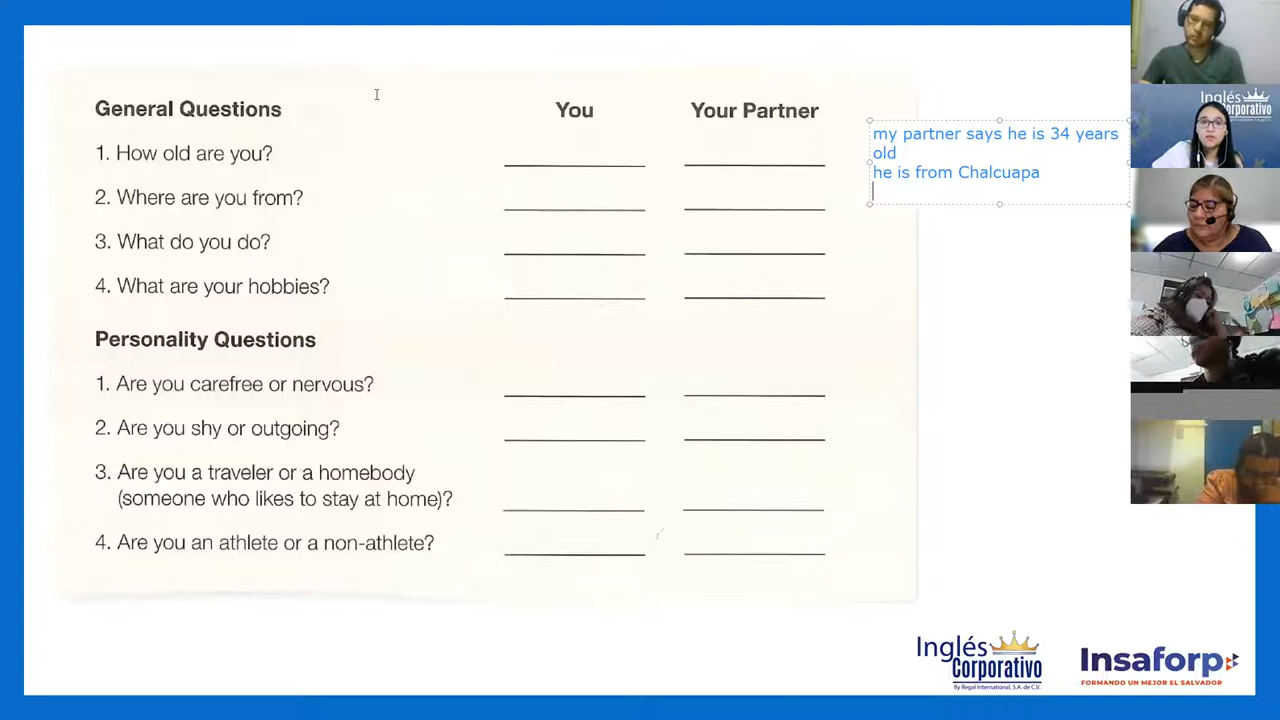 General Questions
You
Your Partner
1. How old are you?
2. Where are you from?
3. What do you do?
4. What are your hobbies?
Personality Questions
1. Are you carefree or nervous?
2. Are you shy or outgoing?
3. Are you a traveler or a homebody
(someone who likes to stay at home)?
4. Are you an athlete or a non-athlete?
my partner says he is 34 years
old
he is from Chalcuapa
Inglés
Corporativo
Inglés
Corporativo
By Regal International, S.A. de C.V.
Insaforp
FORMANDO UN MEJOR EL SALVADOR